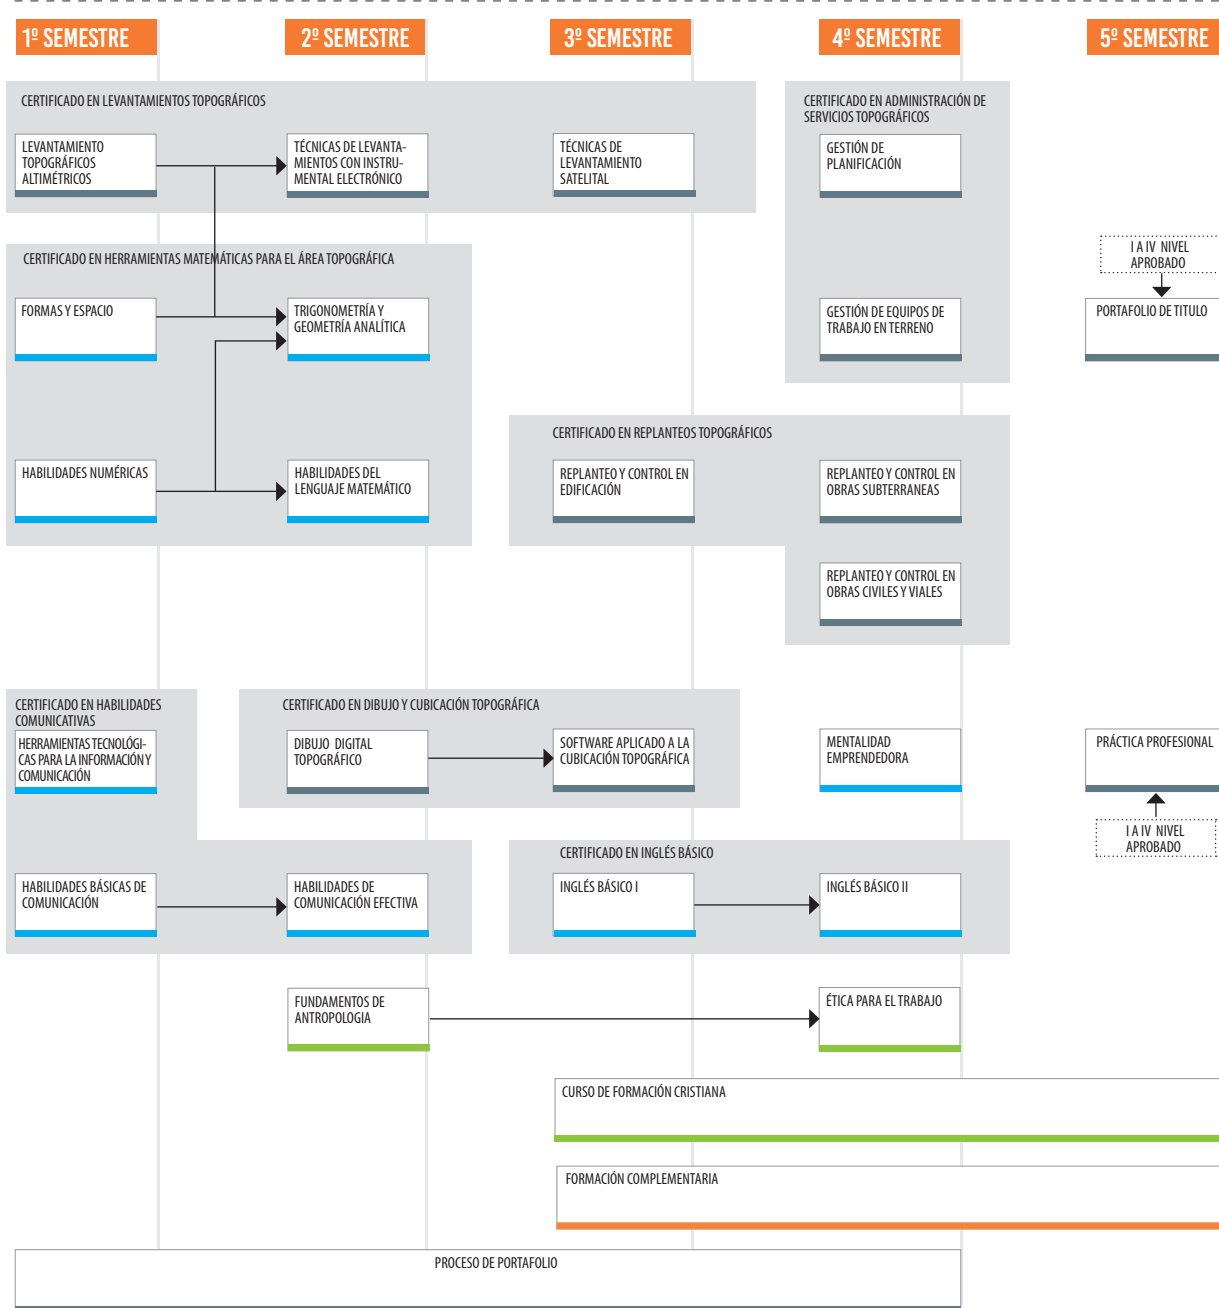 1º SEMESTRE
2º SEMESTRE
3º SEMESTRE
4º SEMESTRE
5º SEMESTRE
CERTIFICADO EN LEVANTAMIENTOS TOPOGRÁFICOS
CERTIFICADO EN ADMINISTRACIÓN DE
SERVICIOS TOPOGRÁFICOS
LEVANTAMIENTO
TOPOGRÁFICOS
ALTIMÉTRICOS
TÉCNICAS DE LEVANTA-
MIENTOS CON INSTRU-
MENTAL ELECTRÓNICO
TÉCNICAS DE
LEVANTAMIENTO
SATELITAL
GESTIÓN DE
PLANIFICACIÓN
I A IV NIVEL
APROBADO
CERTIFICADO EN HERRAMIENTAS MATEMÁTICAS PARA EL ÁREA TOPOGRÁFICA
FORMAS Y ESPACIO
TRIGONOMETRÍA Y
GEOMETRÍA ANALÍTICA
GESTIÓN DE EQUIPOS DE
TRABAJO EN TERRENO
PORTAFOLIO DE TITULO
CERTIFICADO EN REPLANTEOS TOPOGRÁFICOS
HABILIDADES NUMÉRICAS
HABILIDADES DEL
LENGUAJE MATEMÁTICO
REPLANTEO Y CONTROL EN
EDIFICACIÓN
REPLANTEO Y CONTROL EN
OBRAS SUBTERRANEAS
REPLANTEO Y CONTROL EN
OBRAS CIVILES Y VIALES
CERTIFICADO EN HABILIDADES
COMUNICATIVAS
CERTIFICADO EN DIBUJO Y CUBICACIÓN TOPOGRÁFICA
HERRAMIENTAS TECNOLÓGI-
CAS PARA LA INFORMACIÓN Y
COMUNICACIÓN
DIBUJO DIGITAL
TOPOGRÁFICO
SOFTWARE APLICADO A LA
CUBICACIÓN TOPOGRÁFICA
MENTALIDAD
EMPRENDEDORA
PRÁCTICA PROFESIONAL
I A IV NIVEL
APROBADO
CERTIFICADO EN INGLÉS BÁSICO
HABILIDADES BÁSICAS DE
COMUNICACIÓN
HABILIDADES DE
COMUNICACIÓN EFECTIVA
INGLÉS BÁSICO I
INGLÉS BÁSICO II
FUNDAMENTOS DE
ANTROPOLOGIA
ÉTICA PARA EL TRABAJO
CURSO DE FORMACIÓN CRISTIANA
FORMACIÓN COMPLEMENTARIA
PROCESO DE PORTAFOLIO